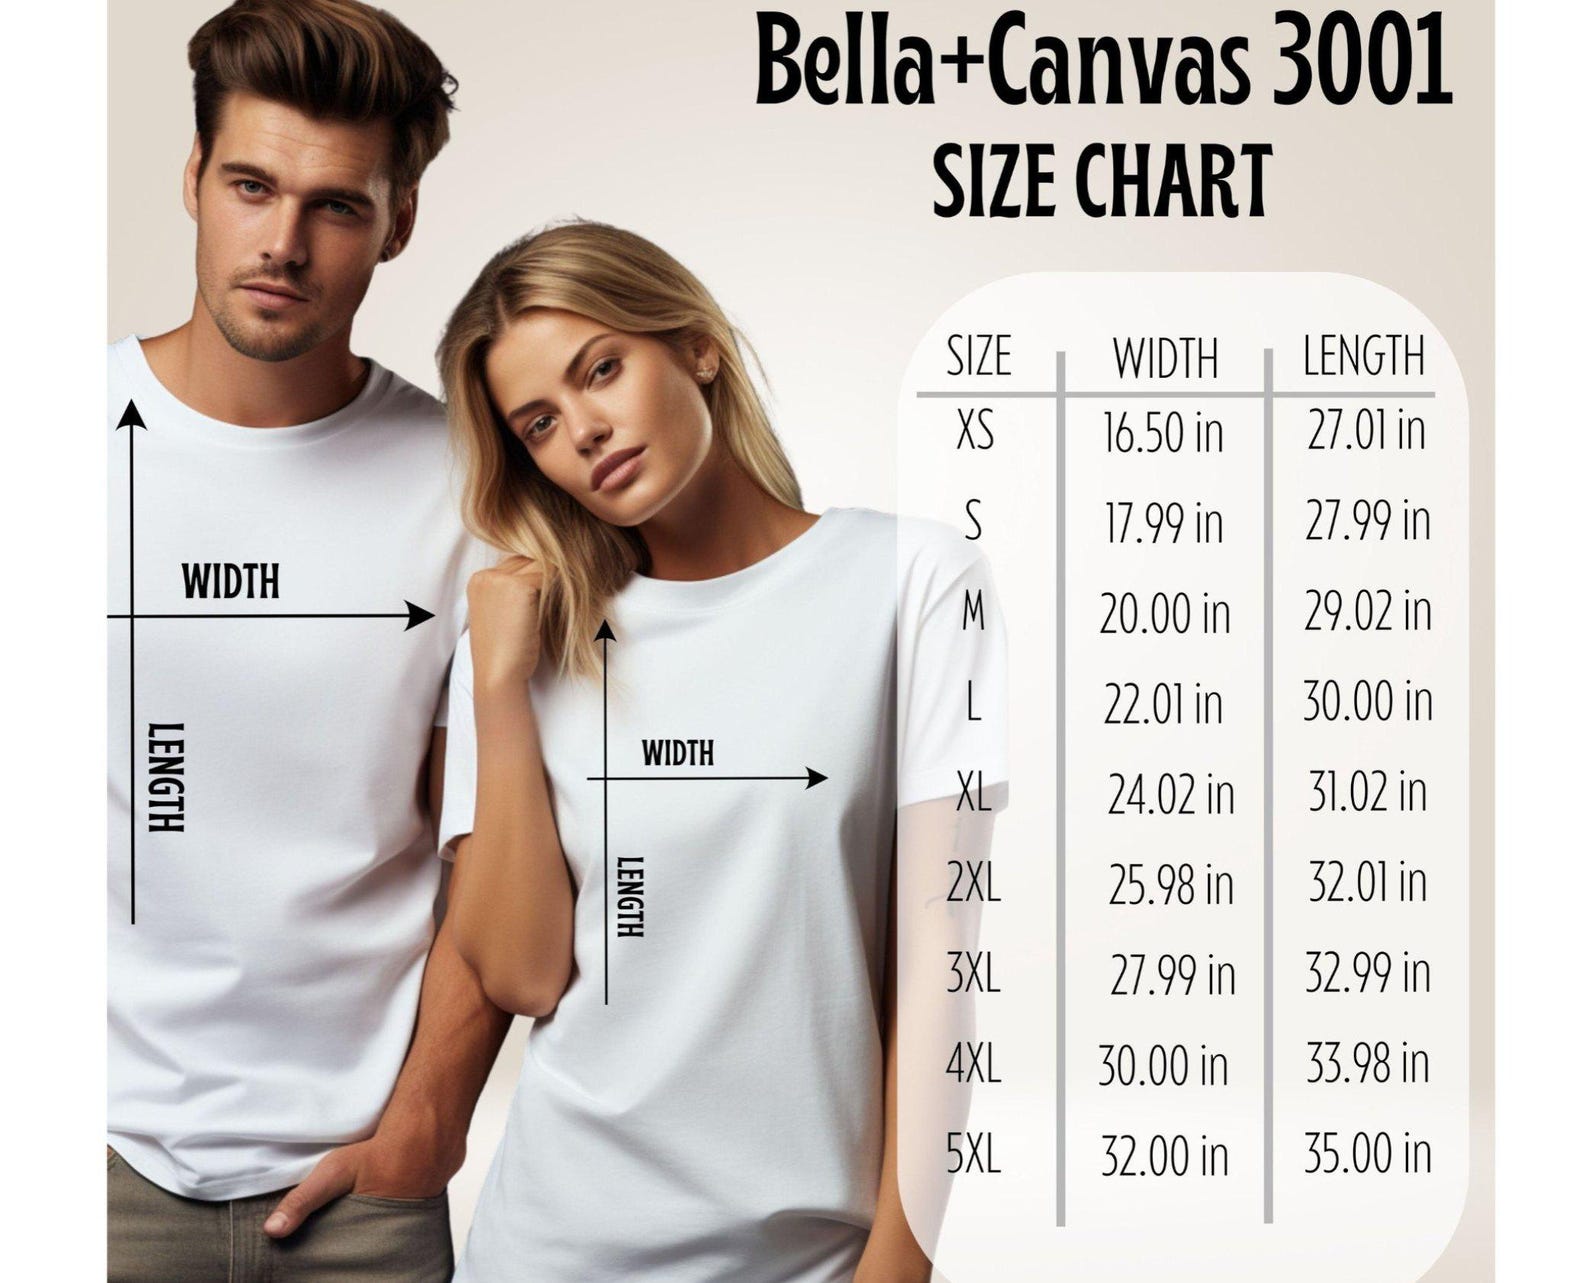 Bella+Canvas 3001
SIZE CHART
SIZE WIDTH LENGTH
XS 16.50 in 27.01 in
S 17.99 in 27.99 in
M 20.00 in 29.02 in
L 22.01 in 30.00 in
XL 24.02 in 31.02 in
2XL 25.98 in 32.01 in
3XL 27.99 in 32.99 in
4XL 30.00 in 33.98 in
5XL 32.00 in 35.00 in
WIDTH
LENGTH
WIDTH
LENGTH